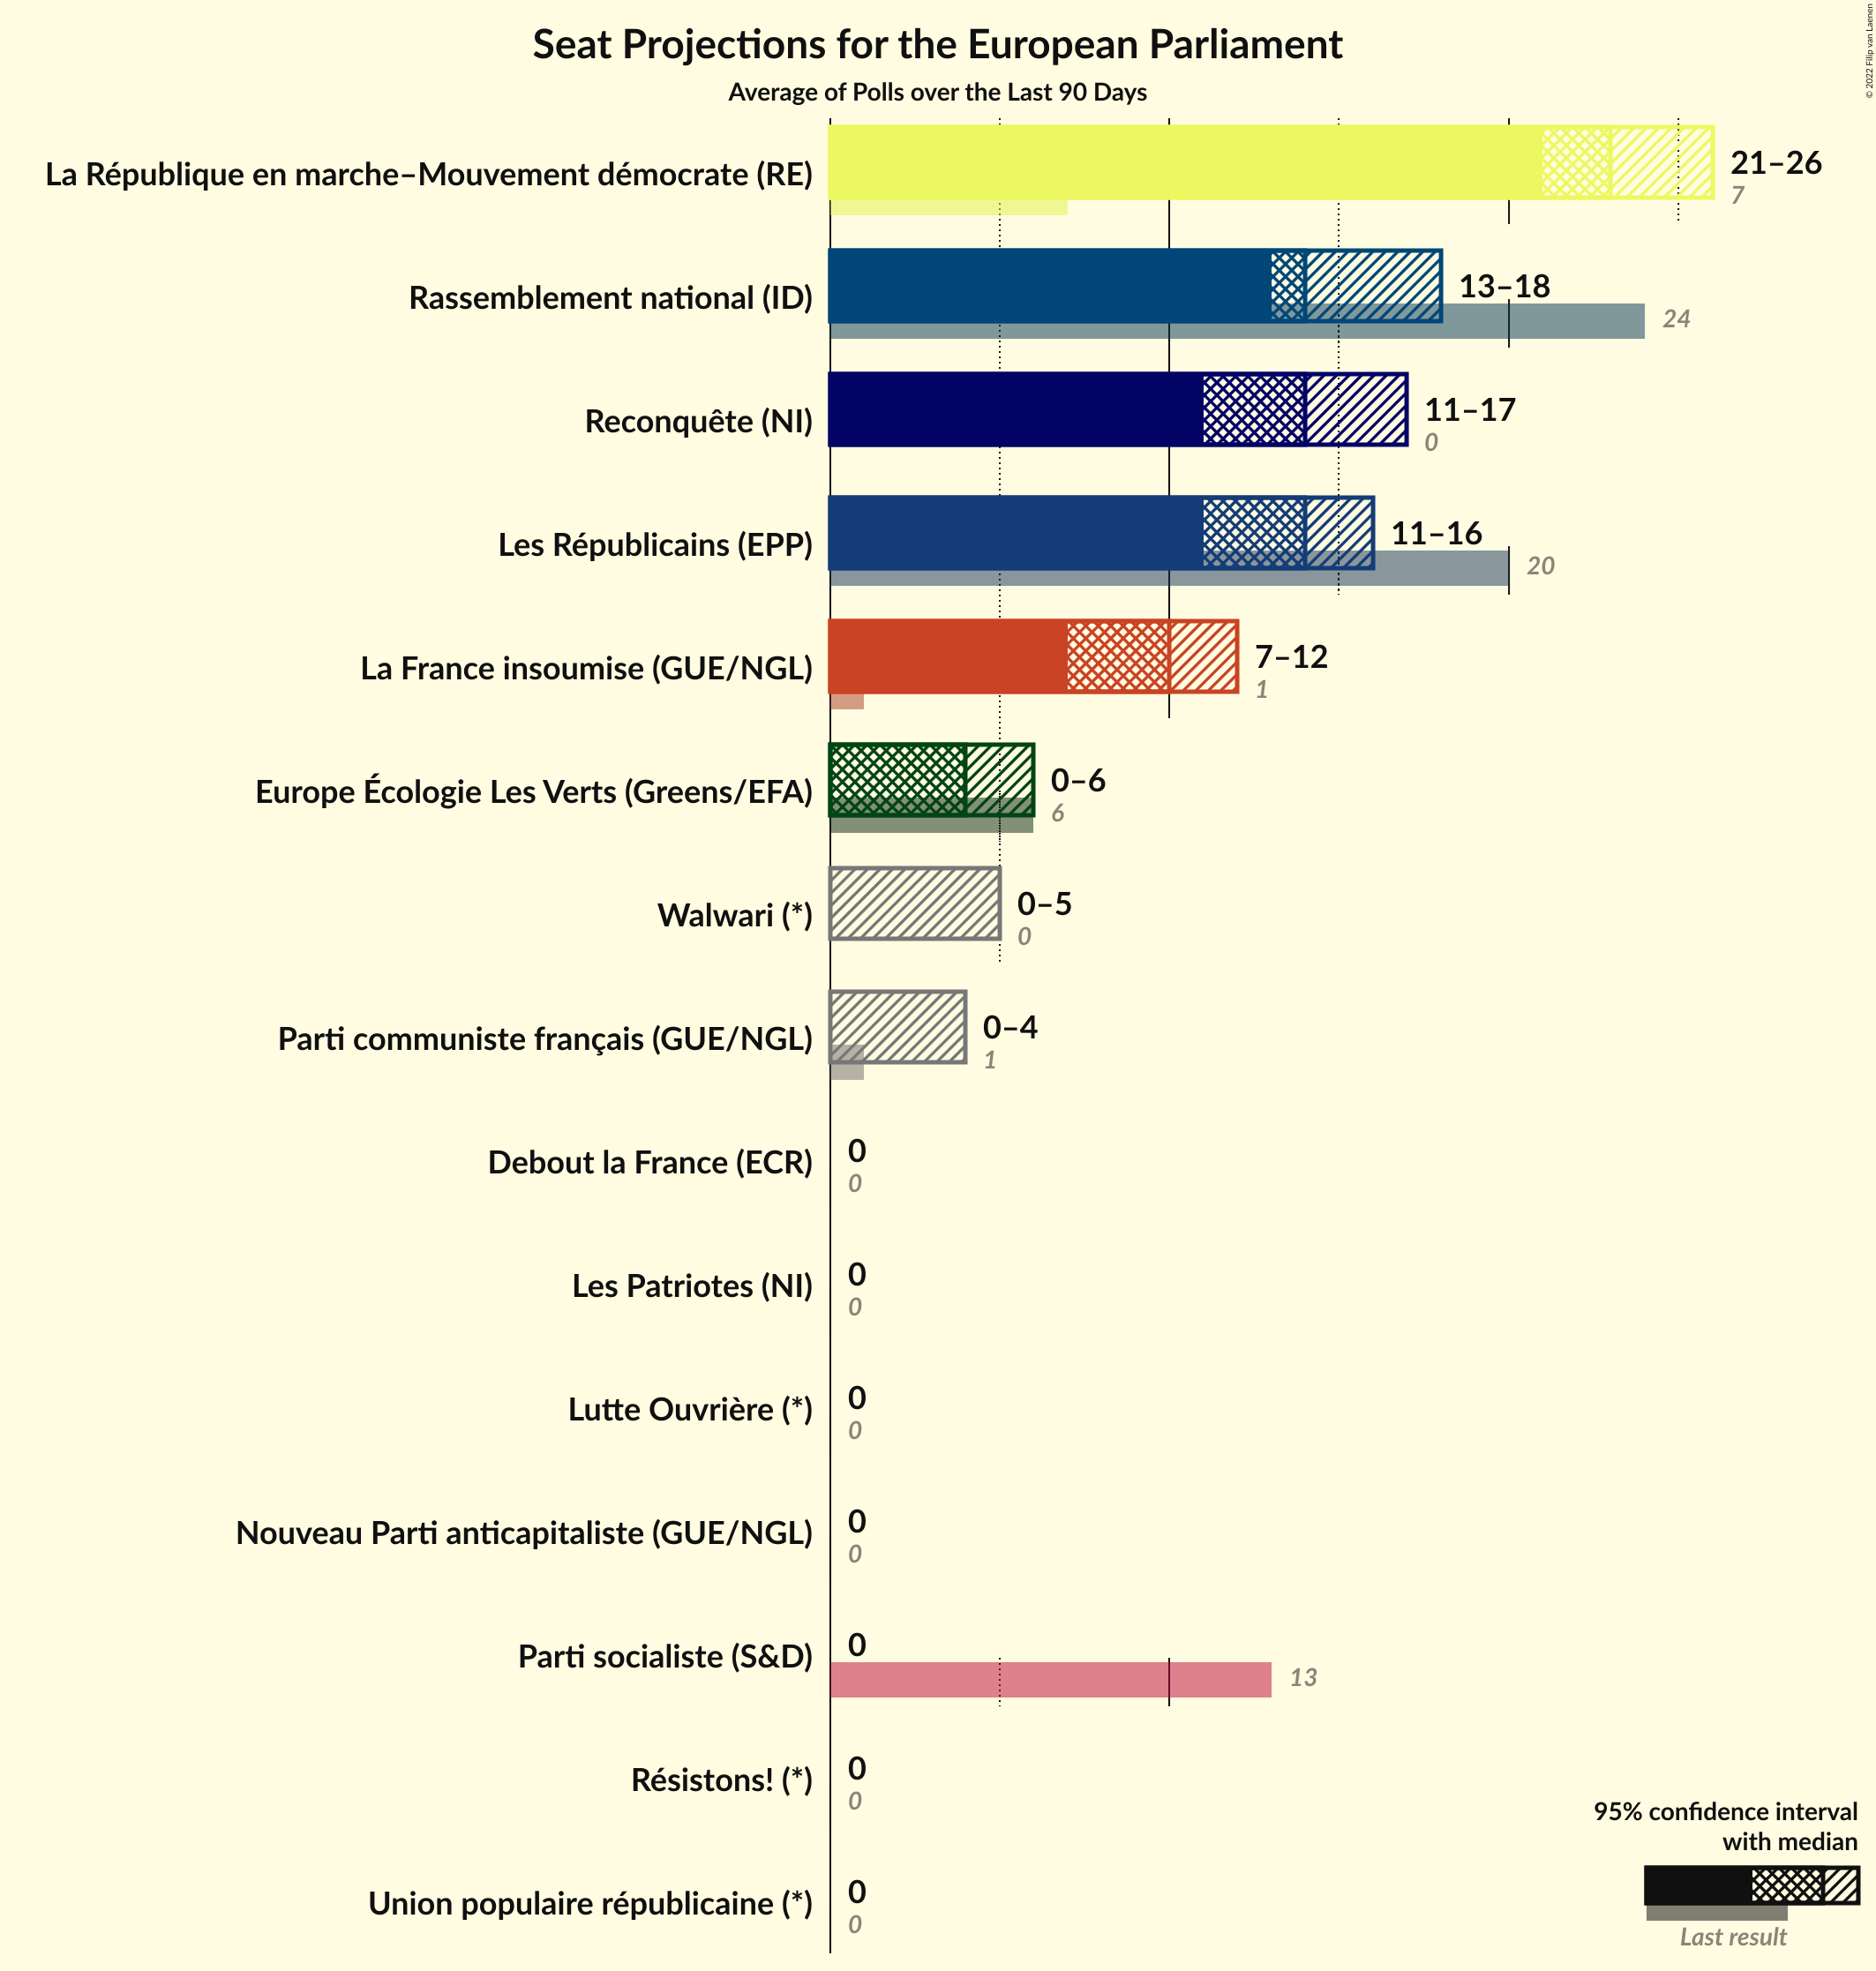 Seat Projections for the European Parliament
Average of Polls over the Last 90 Days
© 2022 Filip van Laenen
La République en marche–Mouvement démocrate (RE)
21–26
7
Rassemblement national (ID)
13–18
24
Reconquête (NI)
11–17
0
Les Républicains (EPP)
11–16
20
La France insoumise (GUE/NGL)
7–12
1
Europe Écologie Les Verts (Greens/EFA)
0–6
6
Walwari (*)
0–5
0
Parti communiste français (GUE/NGL)
0–4
1
Debout la France (ECR)
0
0
Les Patriotes (NI)
0
0
Lutte Ouvrière (*)
0
0
Nouveau Parti anticapitaliste (GUE/NGL)
0
0
Parti socialiste (S&D)
0
13
Résistons! (*)
0
0
Union populaire républicaine (*)
0
0
95% confidence interval
with median
Last result